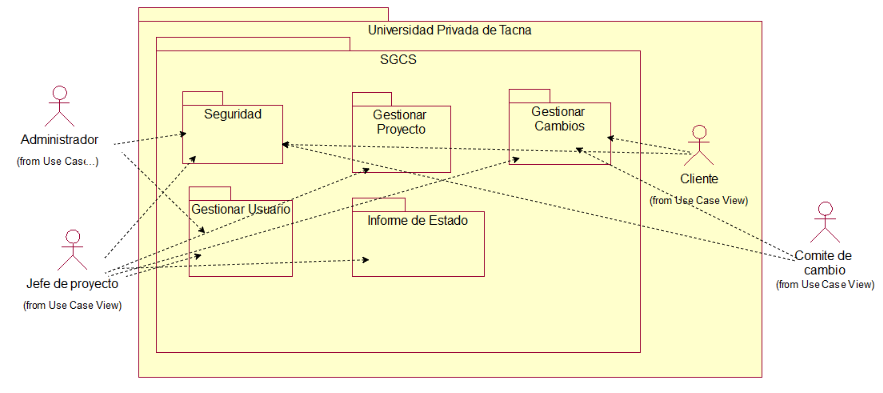 Universidad Privada de Tacna
SGCS
Seguridad
Gestionar
Proyecto
Gestionar
Cambios
Administrador
(from Use Case...)
Cliente
(from Use Case View)
Gestionar Usuario
Informe de Estado
Jefe de proyecto
(from Use Case View)
Comite de
cambio
(from Use Case View)